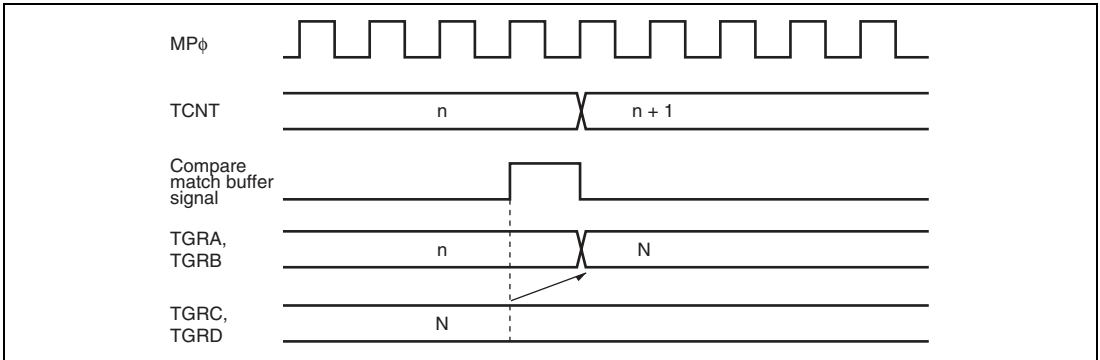 MPφ
TCNT
n
n + 1
Compare
match buffer
signal
TGRA,
TGRB
n
N
TGRC,
TGRD
N